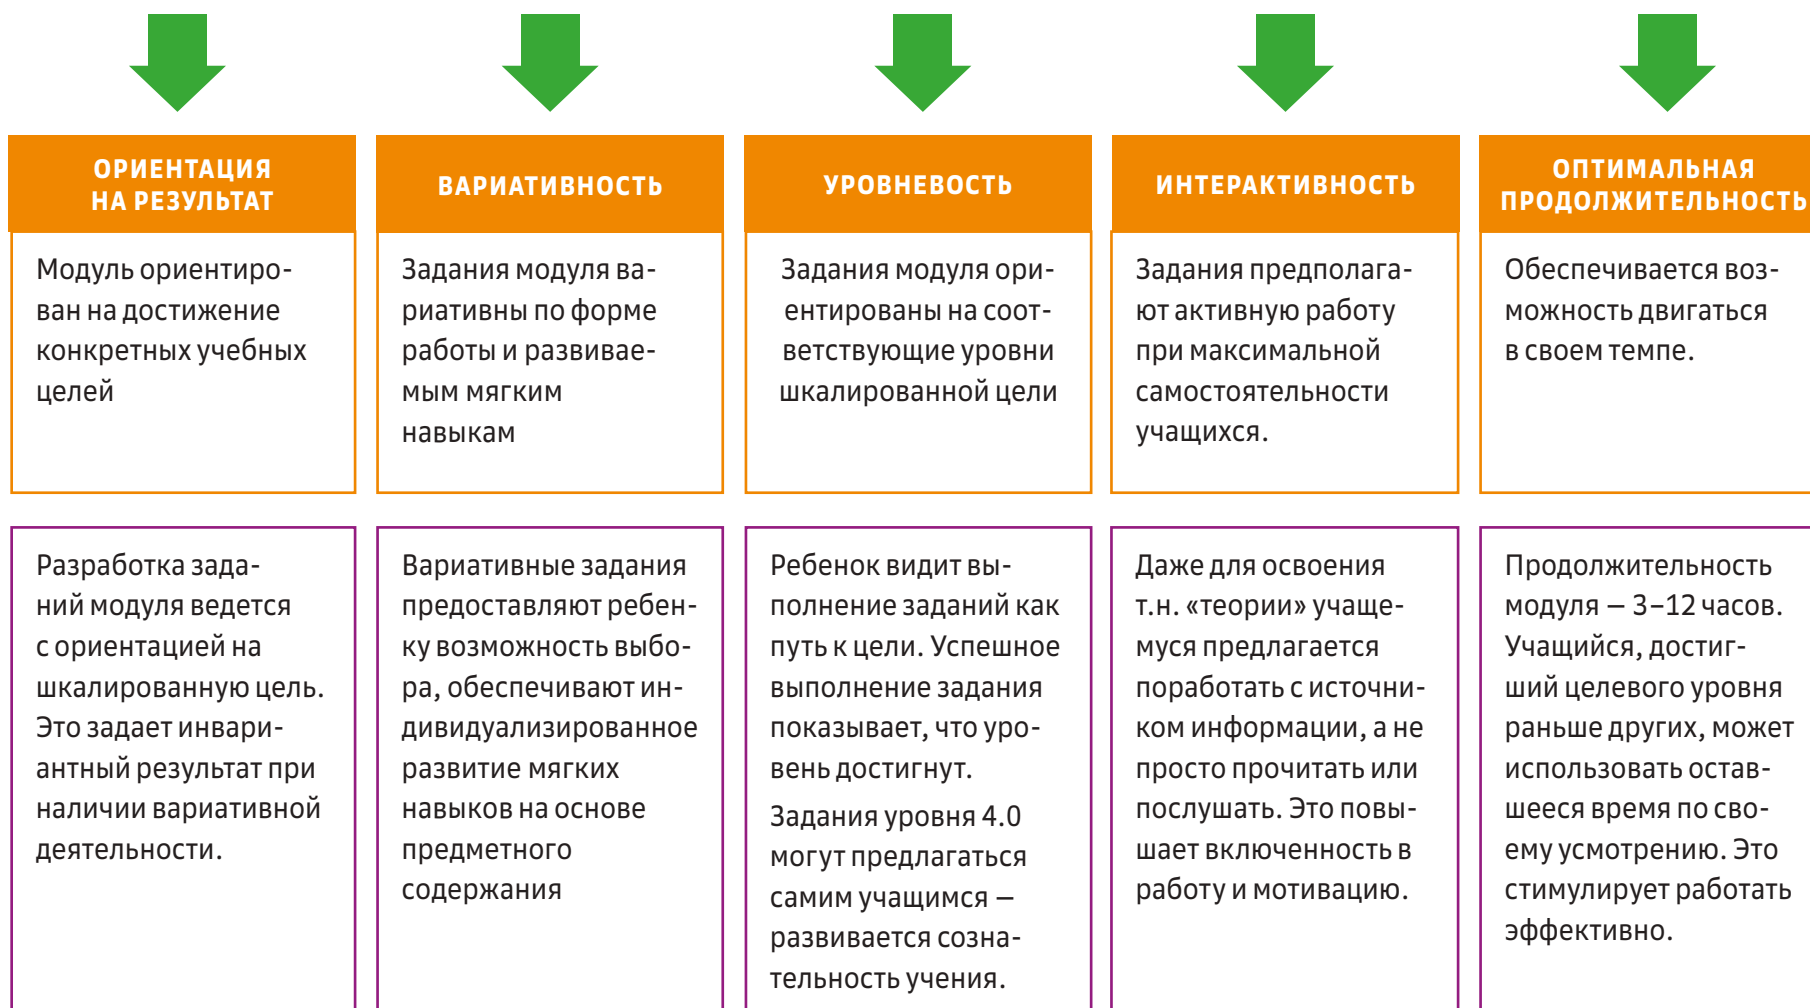 ОРИЕНТАЦИЯ
НА РЕЗУЛЬТАТ
Модуль ориентиро-
ван на достижение
конкретных учебных
целей
Разработка зада-
ний модуля ведется
с ориентацией на
шкалированную цель.
Это задает инвари-
антный результат при
наличии вариативной
деятельности.
ВАРИАТИВНОСТЬ
Задания модуля ва-
риативны по форме
работы и развивае-
мым мягким
навыкам
Вариативные задания
предоставляют ребен-
ку возможность выбо-
ра, обеспечивают ин-
дивидуализированное
развитие мягких
навыков на основе
предметного
содержания
УРОВНЕВОСТЬ
Задания модуля ори-
ентированы на соот-
ветствующие уровни
шкалированной цели
Ребенок видит вы-
полнение заданий как
путь к цели. Успешное
выполнение задания
показывает, что уро-
вень достигнут.
Задания уровня 4.0
могут предлагаться
самим учащимся —
развивается созна-
тельность учения.
ИНТЕРАКТИВНОСТЬ
Задания предполага-
ют активную работу
при максимальной
самостоятельности
учащихся.
Даже для освоения
т.н. «теории» учаще-
муся предлагается
поработать с источни-
ком информации, а не
просто прочитать или
послушать. Это повы-
шает включенность в
работу и мотивацию.
ОПТИМАЛЬНАЯ
ПРОДОЛЖИТЕЛЬНОСТЬ
Обеспечивается воз-
можность двигаться
в своем темпе.
Продолжительность
модуля — 3–12 часов.
Учащийся, достиг-
ший целевого уровня
раньше других, может
использовать остав-
шееся время по сво-
ему усмотрению. Это
стимулирует работать
эффективно.